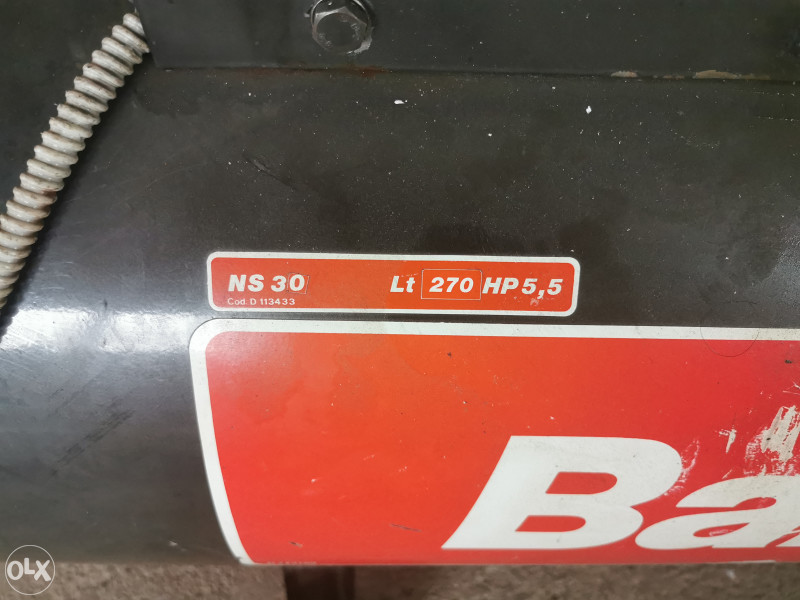 NS 30 Lt 270 HP 5,5
Cod. D 113433
Ba
OLX